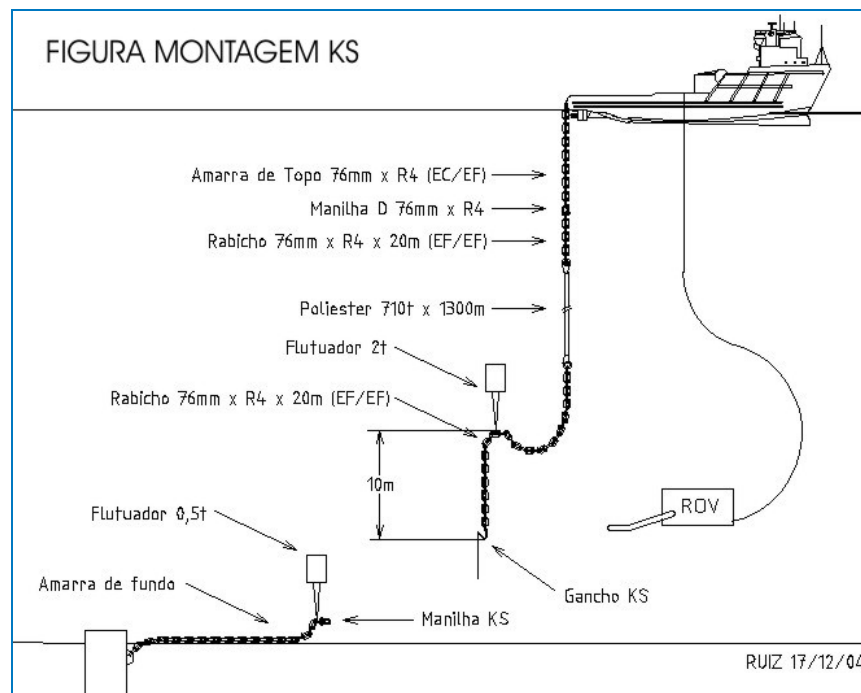 FIGURA MONTAGEM KS
Amarra de Topo 76mm x R4 (EC/EF)
Manilha D 76mm x R4
Rabicho 76mm x R4 x 20m (EF/EF)
Poliester 710t x 1300m
Flutuador 2t
Rabicho 76mm x R4 x 20m (EF/EF)
10m
ROV
Flutuador 0,5t
Gancho KS
Amarra de fundo
Manilha KS
RUIZ 17/12/04